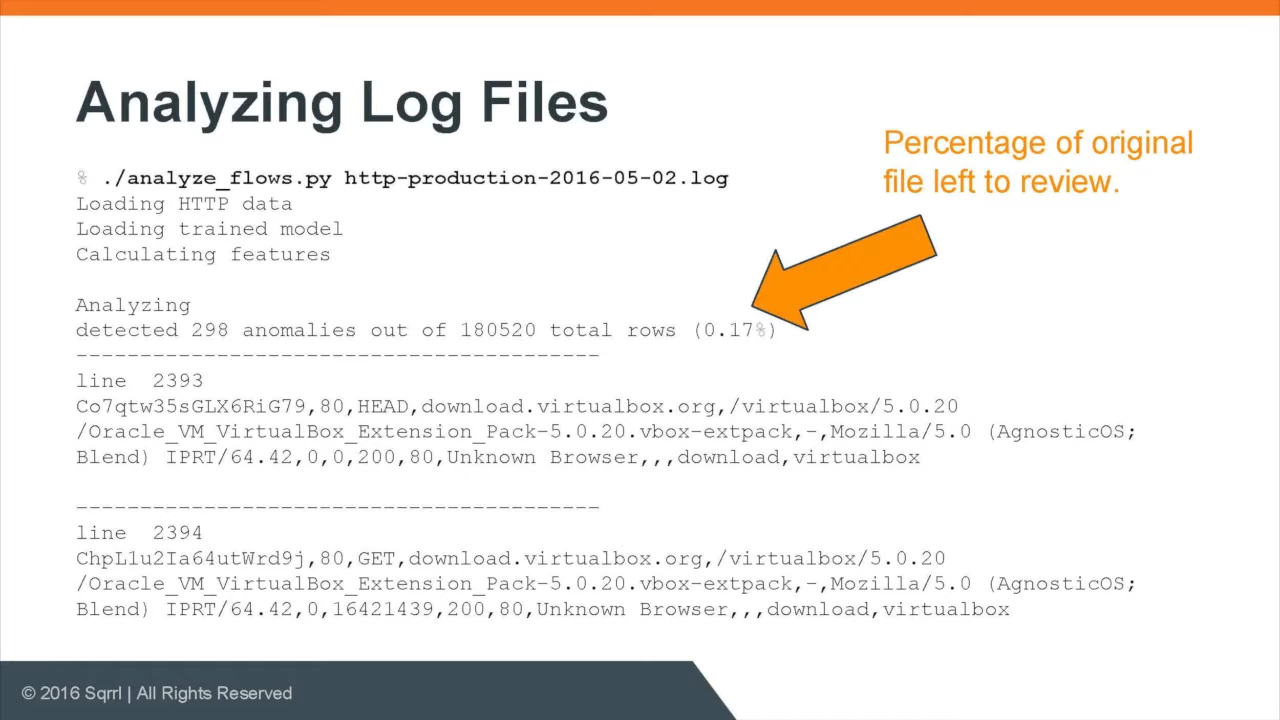 Analyzing Log Files
Percentage of original
file left to review.
% ./analyze_flows.py http-production-2016-05-02.log
Loading HTTP data
Loading trained model
Calculating features
Analyzing
detected 298 anomalies out of 180520 total rows (0.17%)
-----------------------------------------
line  2393
Co7qtw35sGLX6RiG79,80,HEAD,download.virtualbox.org,/virtualbox/5.0.20
/Oracle_VM_VirtualBox_Extension_Pack-5.0.20.vbox-extpack,-,Mozilla/5.0 (AgnosticOS;
Blend) IPRT/64.42,0,0,200,80,Unknown Browser,,,download,virtualbox
-----------------------------------------
line  2394
ChpL1u2Ia64utWrd9j,80,GET,download.virtualbox.org,/virtualbox/5.0.20
/Oracle_VM_VirtualBox_Extension_Pack-5.0.20.vbox-extpack,-,Mozilla/5.0 (AgnosticOS;
Blend) IPRT/64.42,0,16421439,200,80,Unknown Browser,,,download,virtualbox
© 2016 Sqrrl | All Rights Reserved